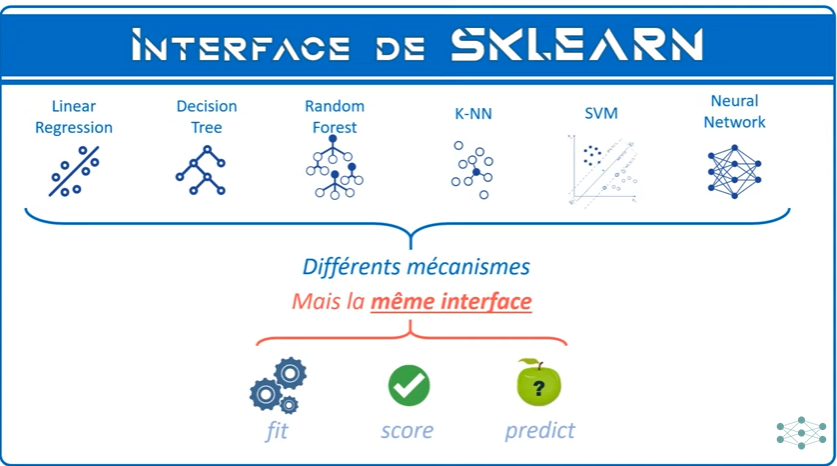 INTERFACE DE SKLEARN
Linear
Regression
Decision
Tree
Random
Forest
K-NN
SVM
Neural
Network
Différents mécanismes
Mais la même interface
?
fit
score
predict